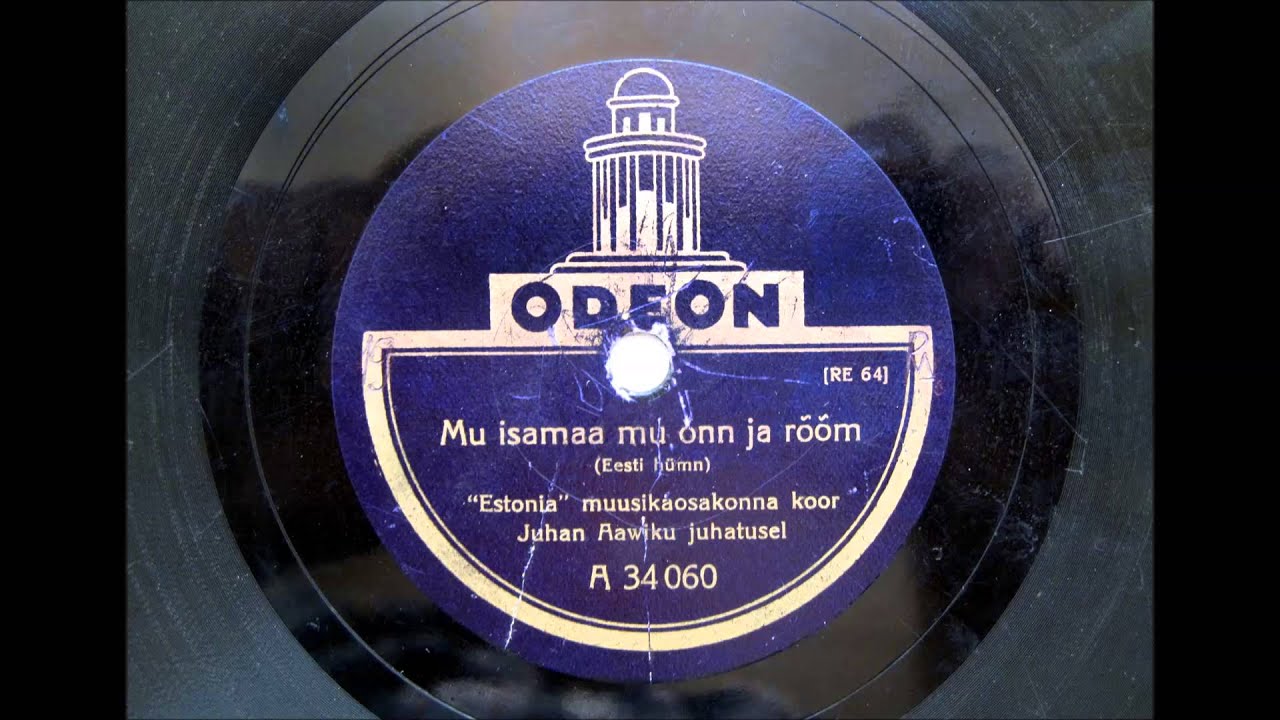 ODEON
[RE 64]
Mu isamaa mu õnn ja rõõm
(Eesti hümn)
"Estonia" muusikaosakonna koor
Juhan Aawiku juhatusel
A 34 060